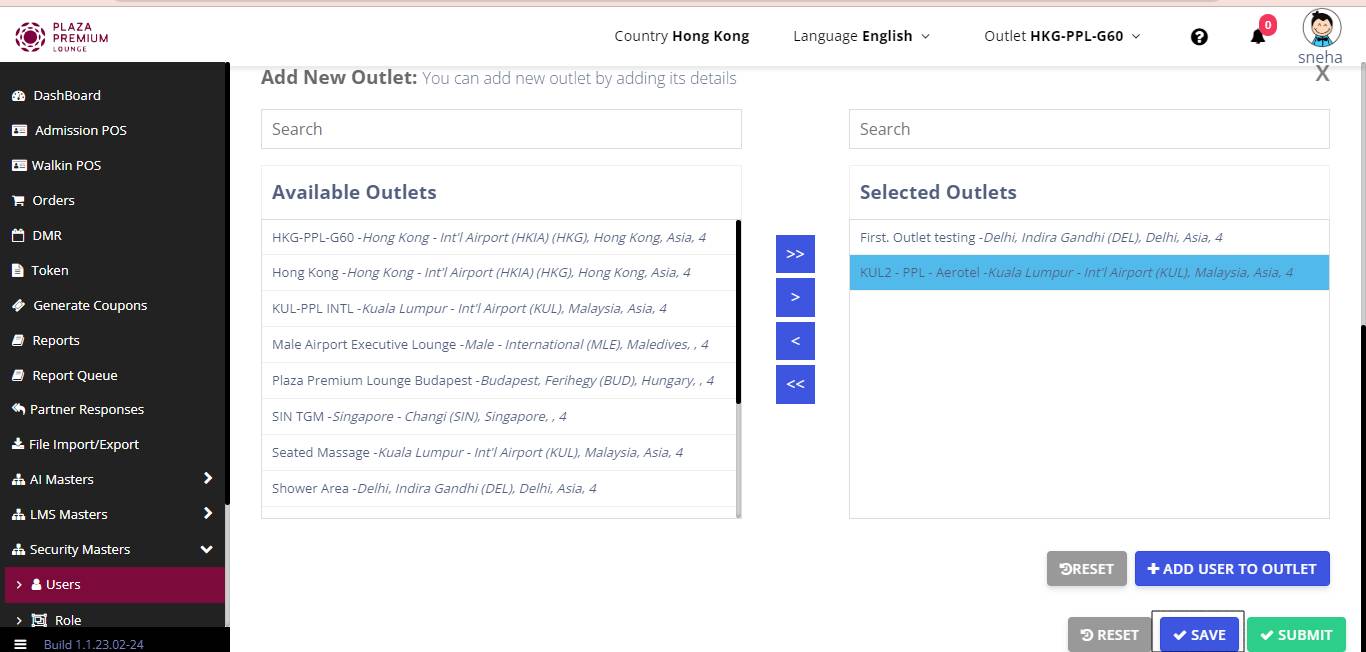 PLAZA
PREMIUM
LOUNGE
Country Hong Kong
Language English
Outlet HKG-PPL-G60
?
0
sneha
X
DashBoard
Admission POS
Walkin POS
Orders
DMR
Token
Generate Coupons
Reports
Report Queue
Partner Responses
File Import/Export
AI Masters
LMS Masters
Security Masters
Users
Role
Build 1.1.23.02-24
Add New Outlet: You can add new outlet by adding its details
Search
Available Outlets
HKG-PPL-G60 -Hong Kong - Int'l Airport (HKIA) (HKG), Hong Kong, Asia, 4
Hong Kong -Hong Kong - Int'l Airport (HKIA) (HKG), Hong Kong, Asia, 4
KUL-PPL INTL -Kuala Lumpur - Int'l Airport (KUL), Malaysia, Asia, 4
Male Airport Executive Lounge -Male - International (MLE), Maledives, , 4
Plaza Premium Lounge Budapest -Budapest, Ferihegy (BUD), Hungary, , 4
SIN TGM -Singapore - Changi (SIN), Singapore, , 4
Seated Massage -Kuala Lumpur - Int'l Airport (KUL), Malaysia, Asia, 4
Shower Area -Delhi, Indira Gandhi (DEL), Delhi, Asia, 4
>>
>
<
<<
Search
Selected Outlets
First. Outlet testing -Delhi, Indira Gandhi (DEL), Delhi, Asia, 4
KUL2 - PPL - Aerotel -Kuala Lumpur - Int'l Airport (KUL), Malaysia, Asia, 4
RESET
ADD USER TO OUTLET
RESET
SAVE
SUBMIT